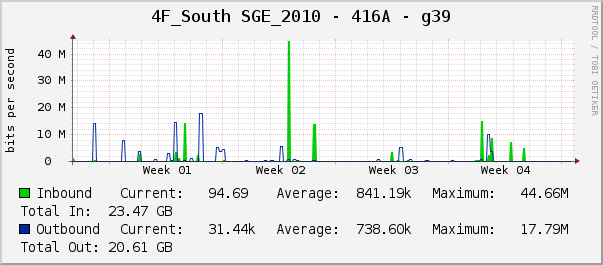 4F_South SGE_2010 - 416A - g39
RRDTOOL / TOBI OETIKER
bits per second
40 M
30 M
20 M
10 M
0
Week 01 Week 02 Week 03 Week 04
Inbound Current: 94.69 Average: 841.19k Maximum: 44.66M
Total In: 23.47 GB
Outbound Current: 31.44k Average: 738.60k Maximum: 17.79M
Total Out: 20.61 GB